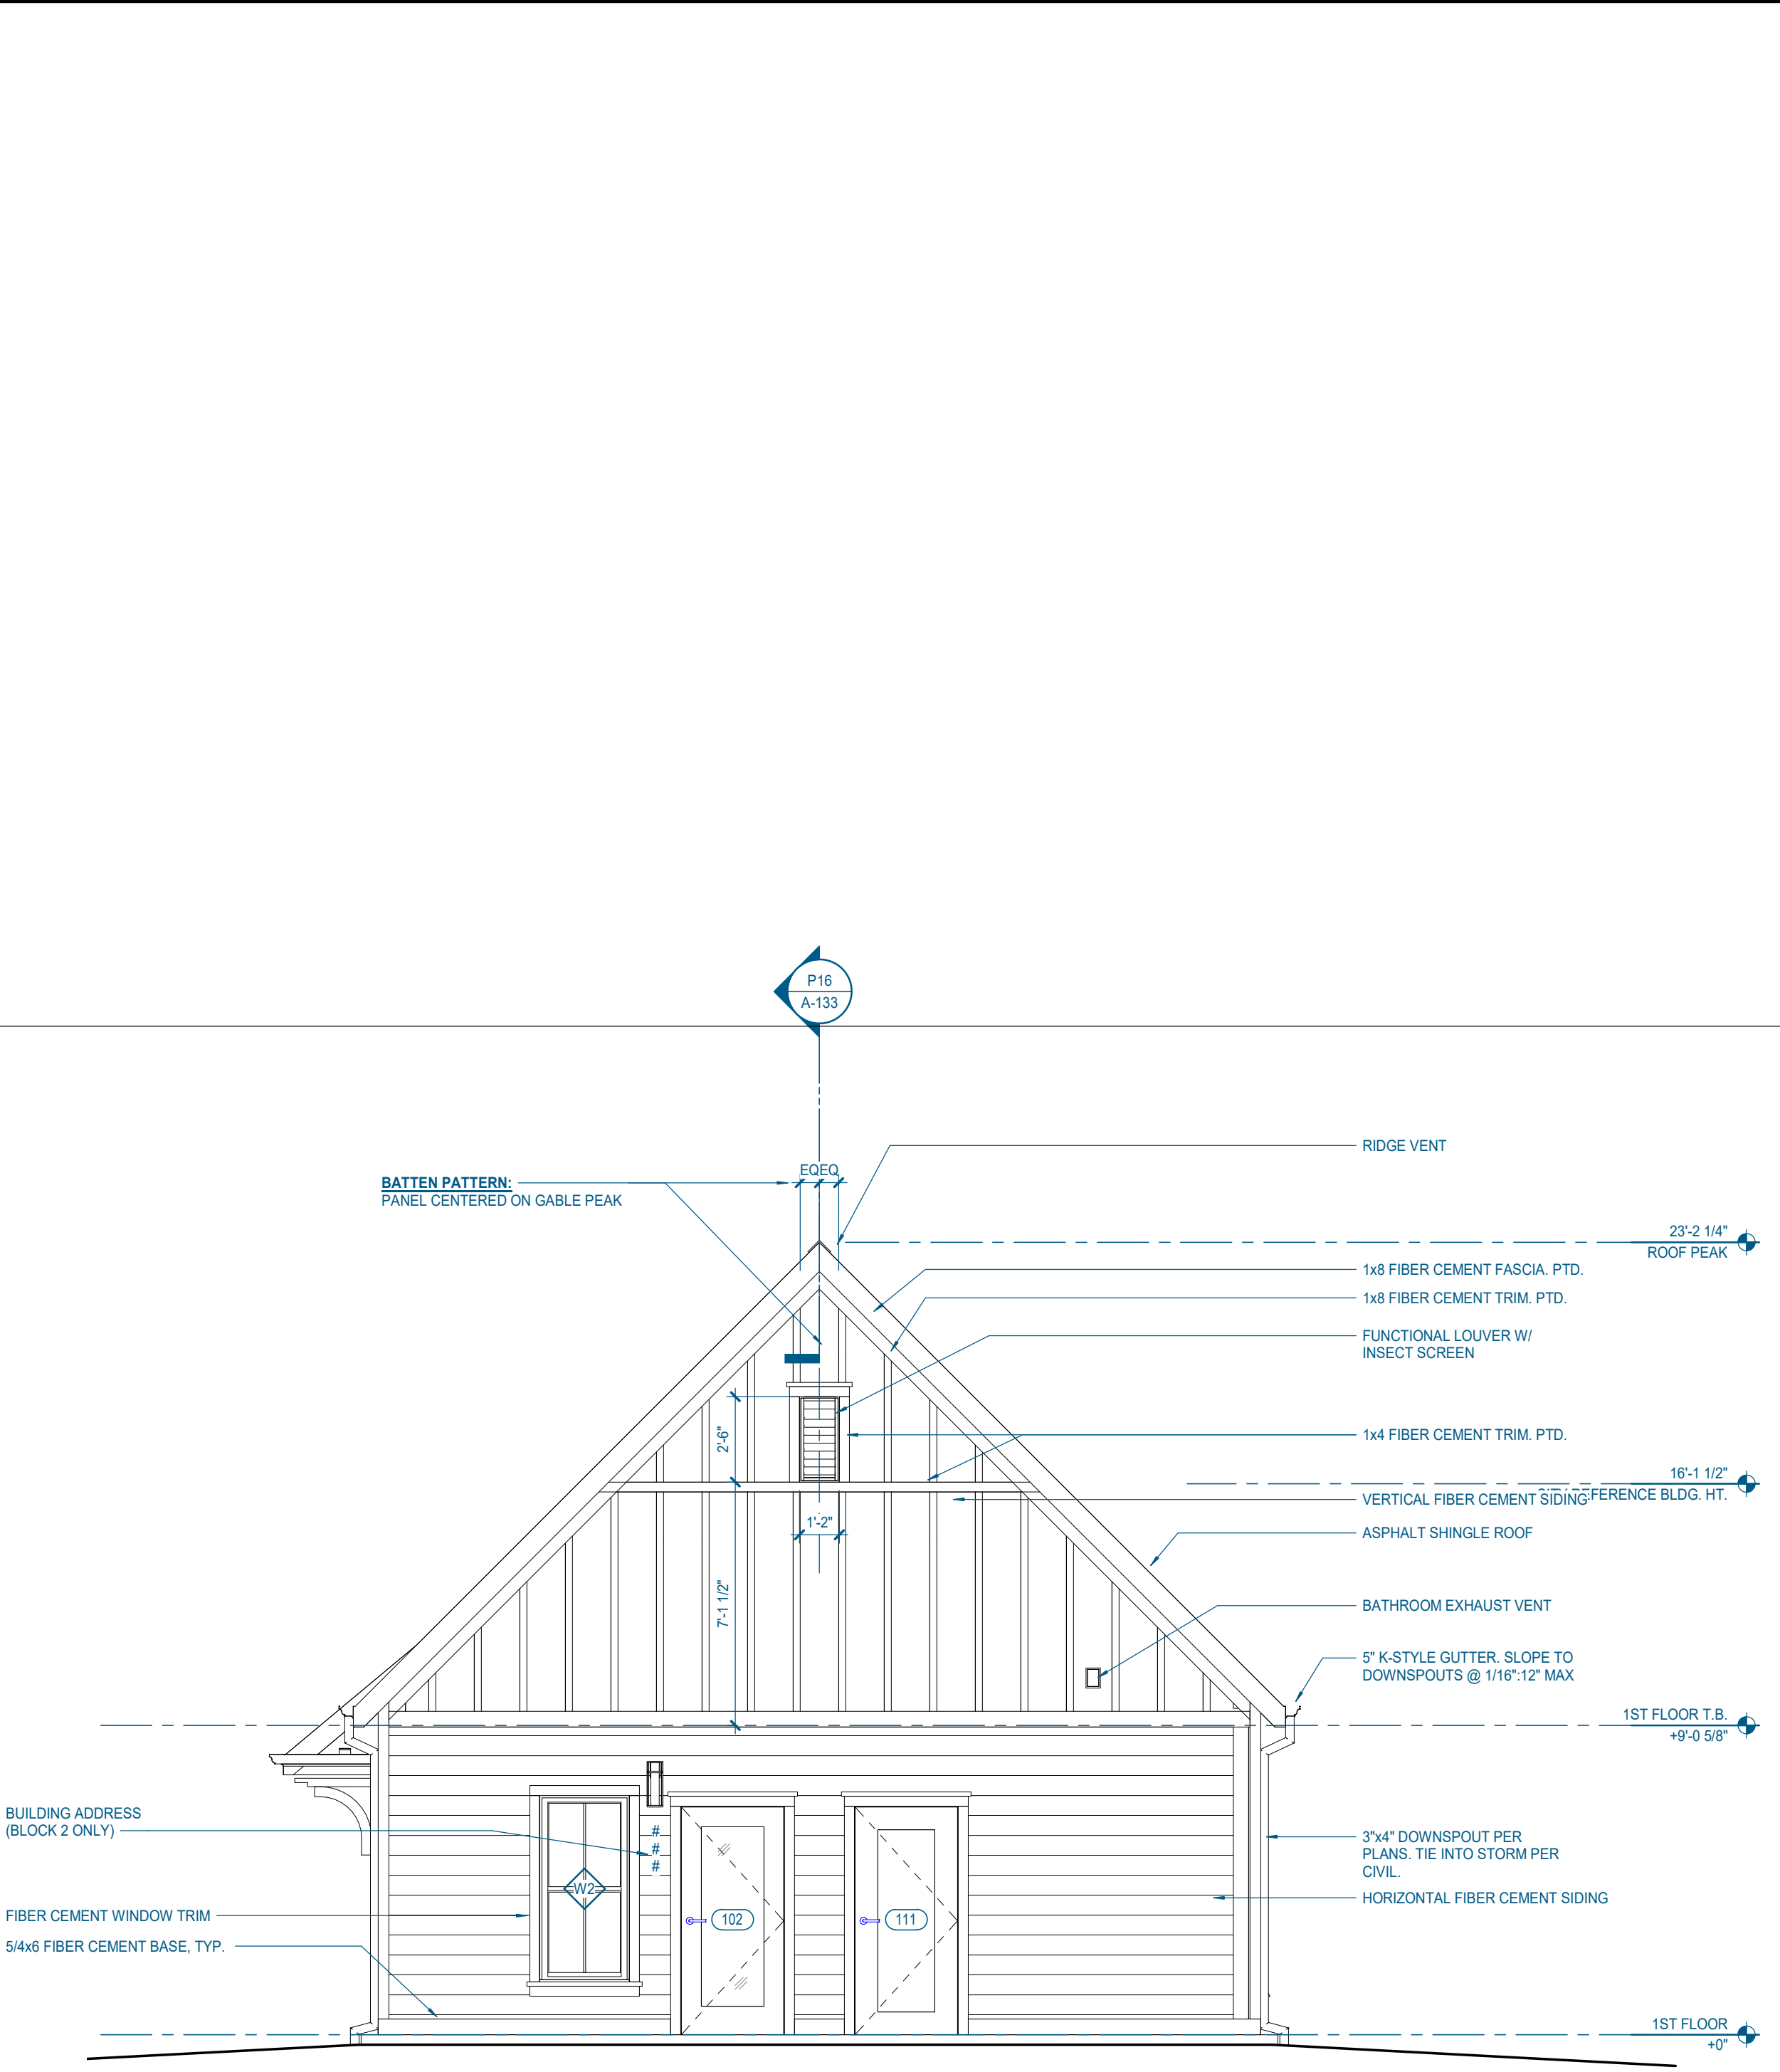 P16
A-133
RIDGE VENT
EQEQ
BATTEN PATTERN:
PANEL CENTERED ON GABLE PEAK
23'-2 1/4"
ROOF PEAK
1x8 FIBER CEMENT FASCIA. PTD.
1x8 FIBER CEMENT TRIM. PTD.
FUNCTIONAL LOUVER W/
INSECT SCREEN
2'-6"
1x4 FIBER CEMENT TRIM. PTD.
16'-1 1/2"
BLDG. HT.
VERTICAL FIBER CEMENT SIDING
1'-2"
ASPHALT SHINGLE ROOF
7'-1 1/2"
BATHROOM EXHAUST VENT
5" K-STYLE GUTTER. SLOPE TO
DOWNSPOUTS @ 1/16":12" MAX
1ST FLOOR T.B.
+9'-0 5/8"
BUILDING ADDRESS
(BLOCK 2 ONLY)
#
#
#
3"x4" DOWNSPOUT PER
PLANS. TIE INTO STORM PER
CIVIL.
W2
HORIZONTAL FIBER CEMENT SIDING
FIBER CEMENT WINDOW TRIM
102
111
5/4x6 FIBER CEMENT BASE, TYP.
1ST FLOOR
+0"